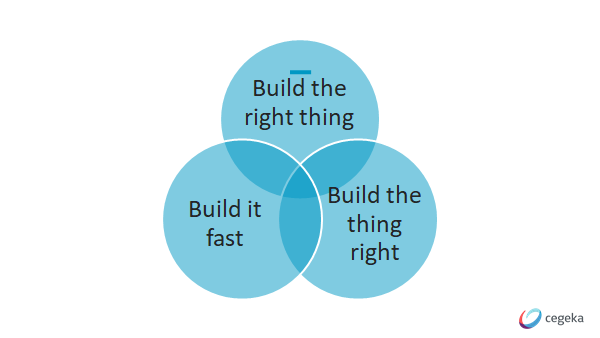 Build the
right thing
Build it
fast
Build the
thing
right
cegeka